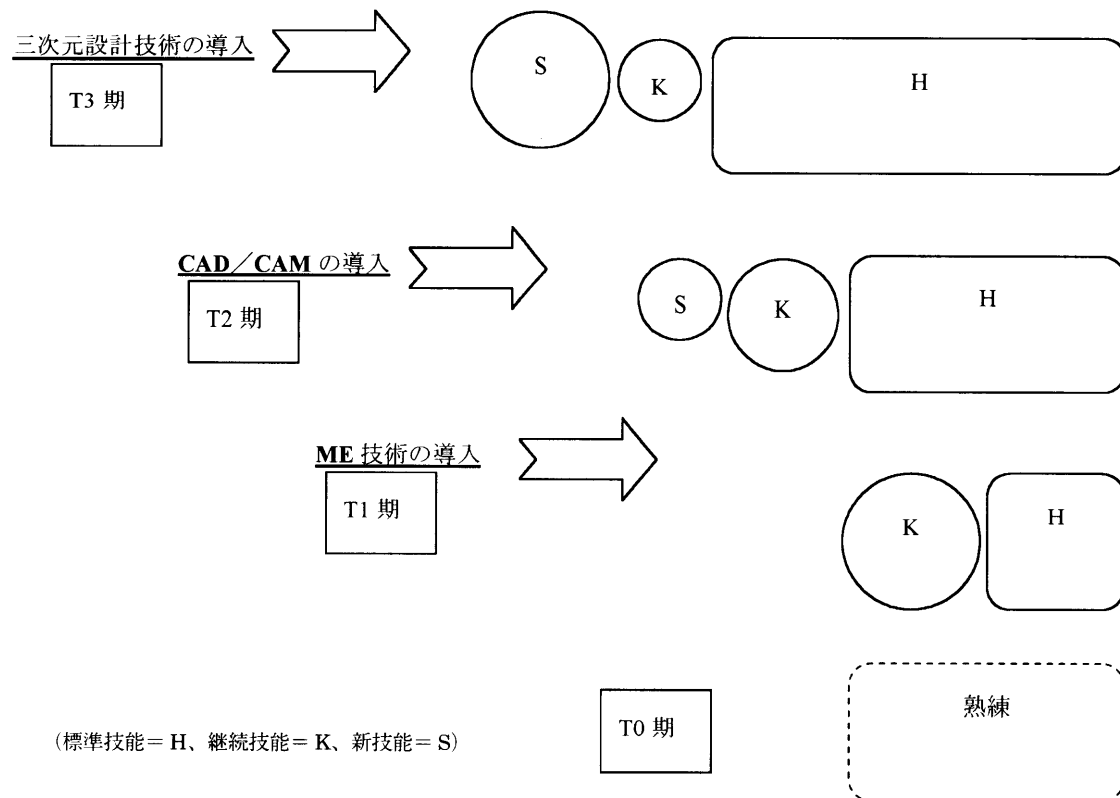 三次元設計技術の導入
T3 期
S
K
H
CAD／CAM の導入
T2 期
S
K
H
ME 技術の導入
T1 期
K
H
T0 期
熟練
（標準技能＝ H、継続技能＝ K、新技能＝ S）